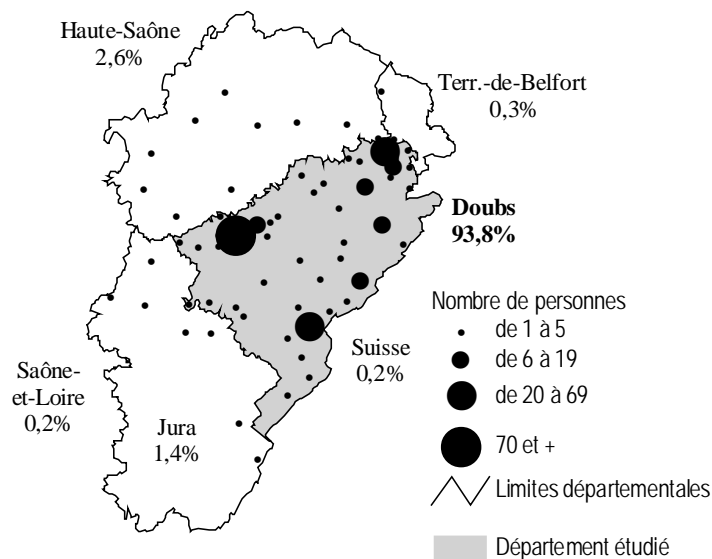 Haute-Saône
2,6%
Terr.-de-Belfort
0,3%
Doubs
93,8%
Nombre de personnes
de 1 à 5
de 6 à 19
de 20 à 69
70 et +
Limites départementales
Département étudié
Suisse
0,2%
Saône-
et-Loire
0,2%
Jura
1,4%